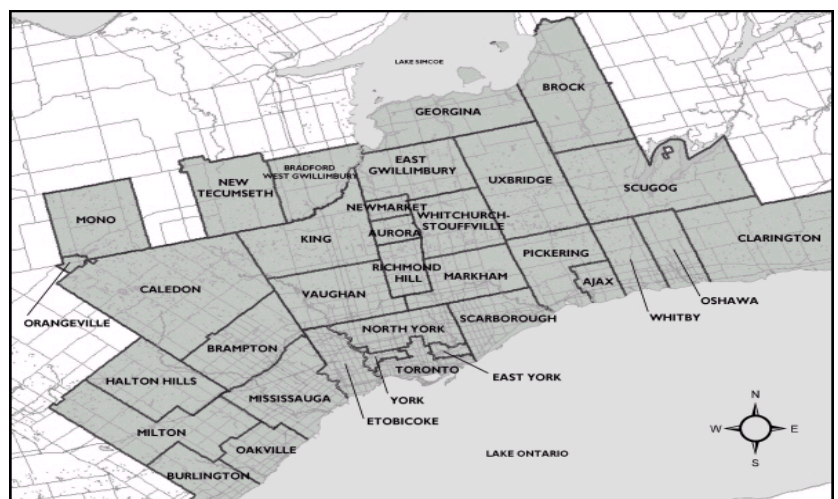 LAKE SIMCOE
BROCK
GEORGINA
BRADFORD
WEST GWILLIMBURY
EAST
GWILLIMBURY
NEW
TECUMSETH
UXBRIDGE
SCUGOG
MONO
NEWMARKET
WHITCHURCH-
STOUFFVILLE
AURORA
KING
CLARINGTON
PICKERING
RICHMOND
HILL
MARKHAM
AJAX
CALEDON
VAUGHAN
OSHAWA
WHITBY
ORANGEVILLE
SCARBOROUGH
NORTH YORK
BRAMPTON
TORONTO
EAST YORK
HALTON HILLS
MISSISSAUGA
YORK
ETOBICOKE
MILTON
OAKVILLE
BURLINGTON
LAKE ONTARIO
N
W
E
S